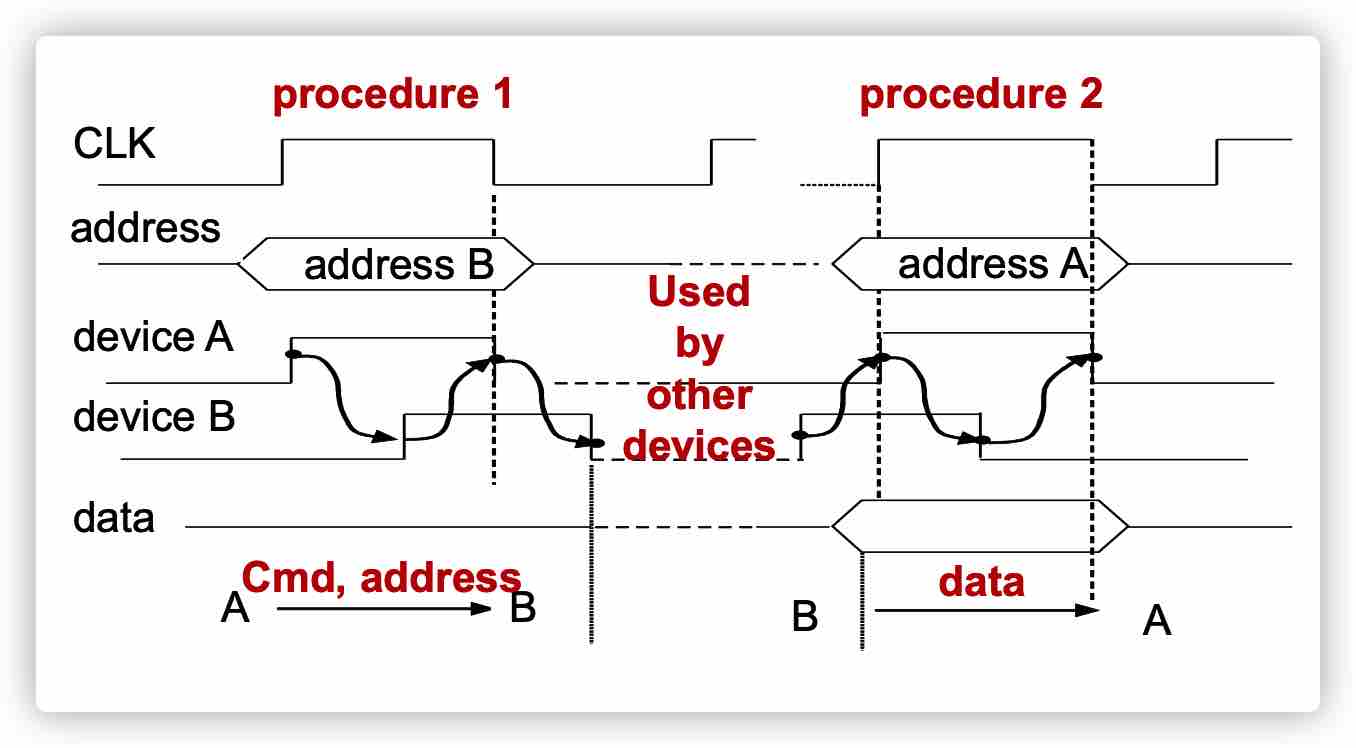 procedure 1
procedure 2
CLK
address
address B
address A
Used
by
other
devices
device A
device B
data
Cmd, address
A
B
data
B
A